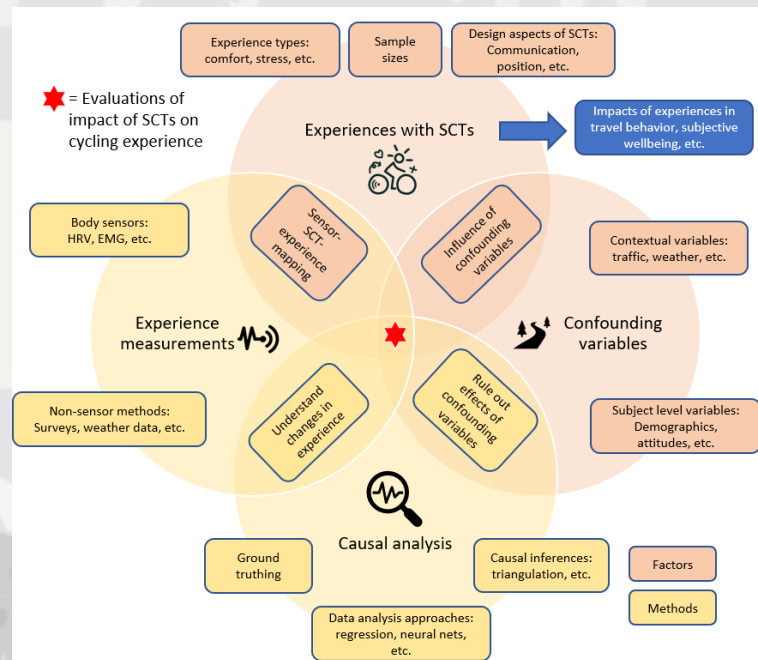 Experience types:
comfort, stress, etc.
Sample
sizes
Design aspects of SCTs:
Communication,
position, etc.
= Evaluations of
impact of SCTs on
cycling experience
Experiences with SCTs
Impacts of experiences in
travel behavior, subjective
wellbeing, etc.
Body sensors:
HRV, EMG, etc.
Sensor-
SCT-
experience
mapping
Influence of
confounding
variables
Contextual variables:
traffic, weather, etc.
Experience
measurements
Confounding
variables
Non-sensor methods:
Surveys, weather data, etc.
Understand
changes in
experience
Rule out
effects of
confounding
variables
Subject level variables:
Demographics,
attitudes, etc.
Causal analysis
Ground
truthing
Causal inferences:
triangulation, etc.
Factors
Data analysis approaches:
regression, neural nets,
etc.
Methods